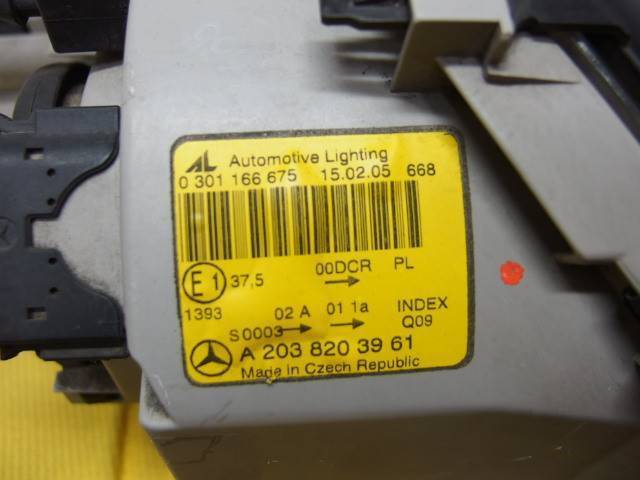 AL Automotive Lighting
0 301 166 675 15.02.05 668
E1 37,5 00DCR → PL
1393 02 A 01 1a INDEX
S0003 → → Q09
A 203 820 39 61
Made in Czech Republic